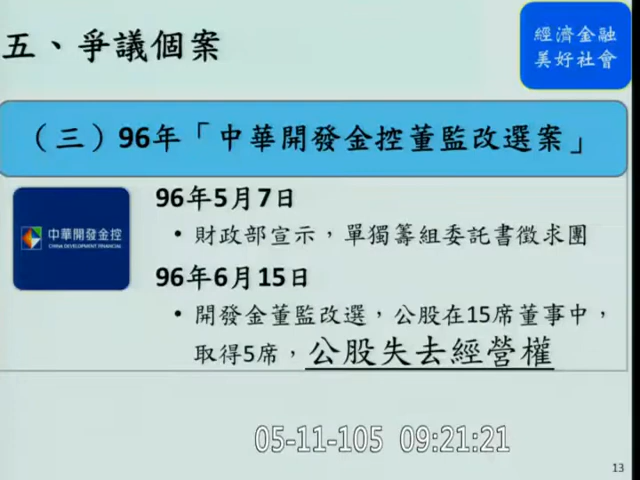 五、爭議個案
經濟金融
美好社會
（三）96年「中華開發金控董監改選案」
中華開發金控
CHINA DEVELOPMENT FINANCIAL
96年5月7日
• 財政部宣示，單獨籌組委託書徵求團
96年6月15日
• 開發金董監改選，公股在15席董事中，
取得5席，公股失去經營權
05-11-105 09:21:21
13